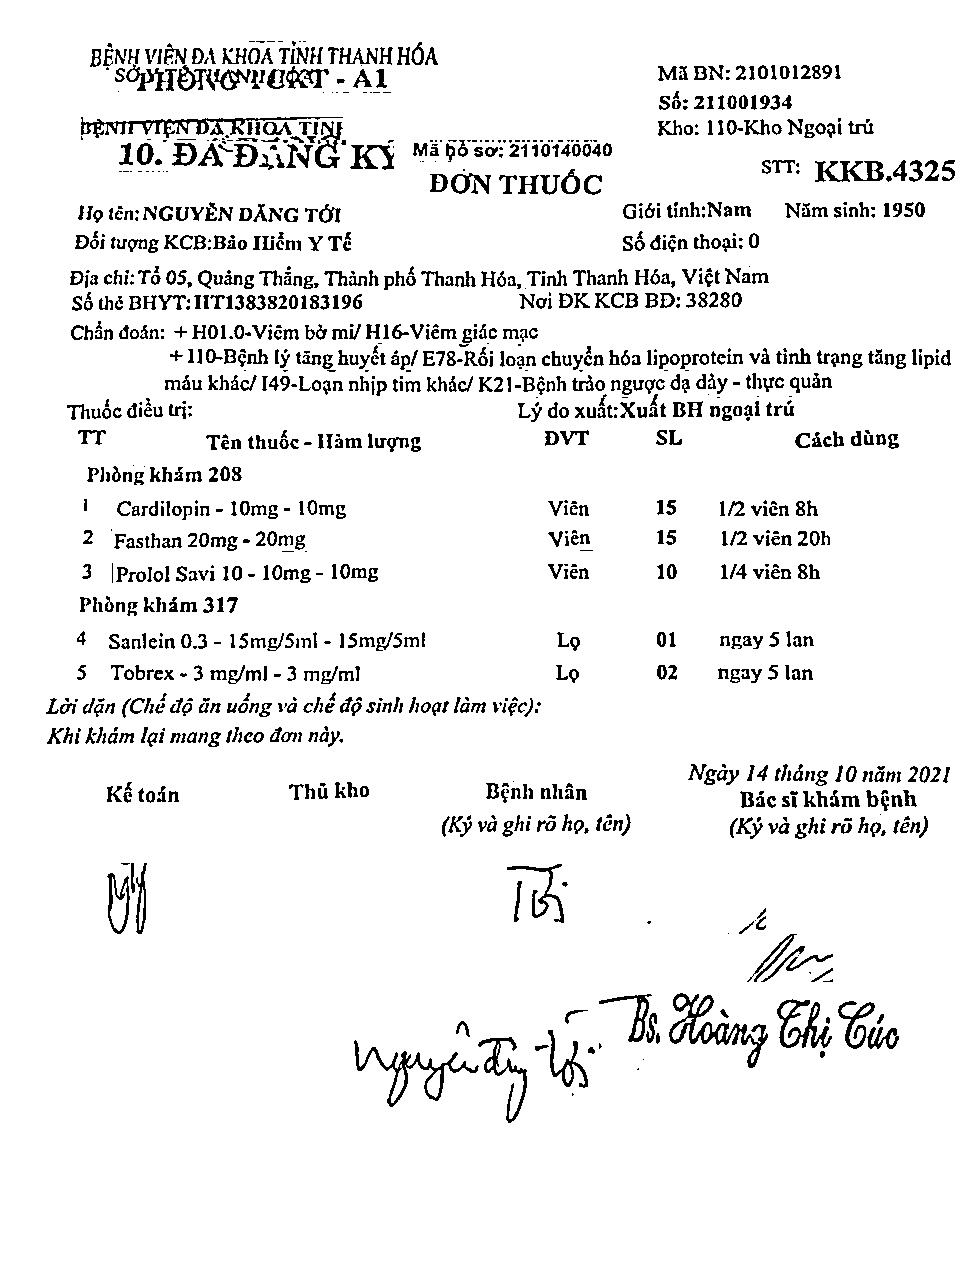 BỆNH VIỆN ĐA KHOA TỈNH THANH HÓA
- A1
BỆNH VIỆN ĐA KHOA TỈNH
10. ĐÃ ĐĂNG KÝ
Mã hồ sơ: 2110140040
Mã BN: 2101012891
Số: 211001934
Kho: 110-Kho Ngoại trú
STT: KKB.4325
ĐƠN THUỐC
Họ tên: NGUYỄN DĂNG TỚI Giới tính:Nam Năm sinh: 1950
Đối tượng KCB:Bảo Hiểm Y Tế Số điện thoại: 0
Địa chỉ: Tổ 05, Quảng Thắng, Thành phố Thanh Hóa, Tỉnh Thanh Hóa, Việt Nam
Số thẻ BHYT: HT1383820183196 Nơi ĐK KCB BĐ: 38280
Chẩn đoán: + H01.0-Viêm bờ mi/ H16-Viêm giác mạc
+ I10-Bệnh lý tăng huyết áp/ E78-Rối loạn chuyển hóa lipoprotein và tình trạng tăng lipid
máu khác/ I49-Loạn nhịp tim khác/ K21-Bệnh trào ngược dạ dày - thực quản
Thuốc điều trị: Lý do xuất:Xuất BH ngoại trú
TT Tên thuốc - Hàm lượng ĐVT SL Cách dùng
Phòng khám 208
1 Cardilopin - 10mg - 10mg Viên 15 1/2 viên 8h
2 Fasthan 20mg - 20mg Viên 15 1/2 viên 20h
3 Prolol Savi 10 - 10mg - 10mg Viên 10 1/4 viên 8h
Phòng khám 317
4 Sanlein 0.3 - 15mg/5ml - 15mg/5ml Lọ 01 ngay 5 lan
5 Tobrex - 3 mg/ml - 3 mg/ml Lọ 02 ngay 5 lan
Lời dặn (Chế độ ăn uống và chế độ sinh hoạt làm việc):
Khi khám lại mang theo đơn này.
Ngày 14 tháng 10 năm 2021
Kế toán Thủ kho Bệnh nhân Bác sĩ khám bệnh
(Ký và ghi rõ họ, tên) (Ký và ghi rõ họ, tên)
Tới
Bs. Hoàng Thị Cúc